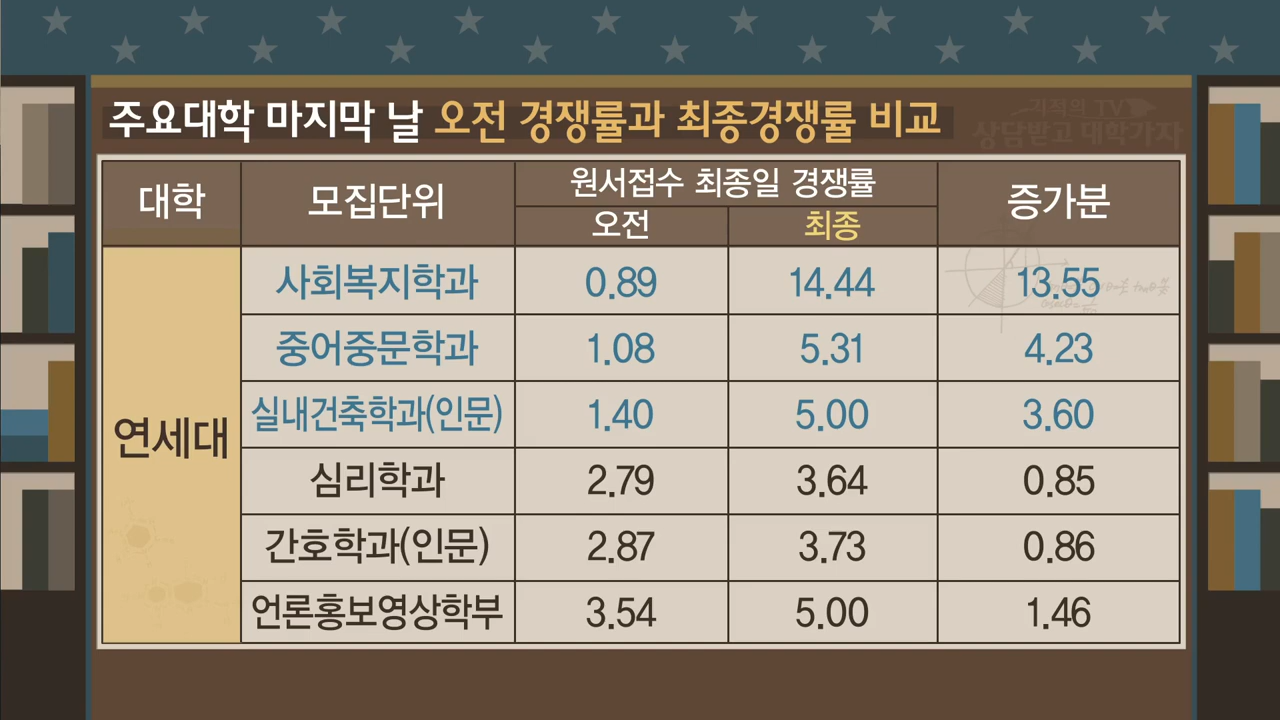 주요대학 마지막 날 오전 경쟁률과 최종경쟁률 비교
기적의 TV
상담받고 대학가자
대학 모집단위 원서접수 최종일 경쟁률 증가분
오전 최종
연세대
사회복지학과 0.89 14.44 13.55
중어중문학과 1.08 5.31 4.23
실내건축학과(인문) 1.40 5.00 3.60
심리학과 2.79 3.64 0.85
간호학과(인문) 2.87 3.73 0.86
언론홍보영상학부 3.54 5.00 1.46